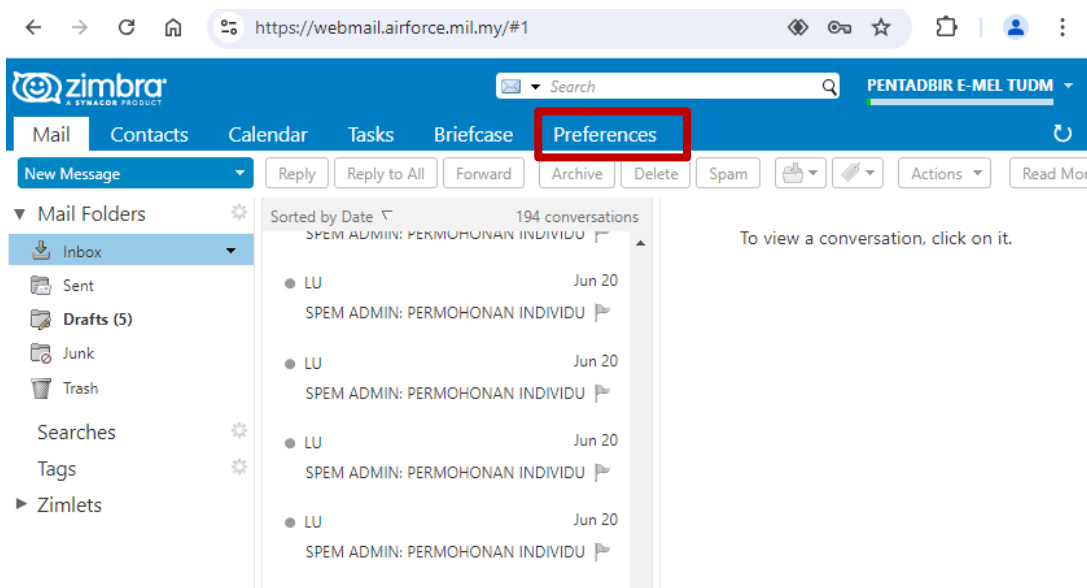 https://webmail.airforce.mil.my/#1
zimbra
A SYNACOR PRODUCT
Search
PENTADBIR E-MEL TUDM
Mail Contacts Calendar Tasks Briefcase Preferences
New Message Reply Reply to All Forward Archive Delete Spam Actions Read Mor
Mail Folders
Inbox
Sent
Drafts (5)
Junk
Trash
Searches
Tags
Zimlets
Sorted by Date 194 conversations
SPEM ADMIN: PERMOHONAN INDIVIDU
LU Jun 20
SPEM ADMIN: PERMOHONAN INDIVIDU
LU Jun 20
SPEM ADMIN: PERMOHONAN INDIVIDU
LU Jun 20
SPEM ADMIN: PERMOHONAN INDIVIDU
LU Jun 20
SPEM ADMIN: PERMOHONAN INDIVIDU
To view a conversation, click on it.